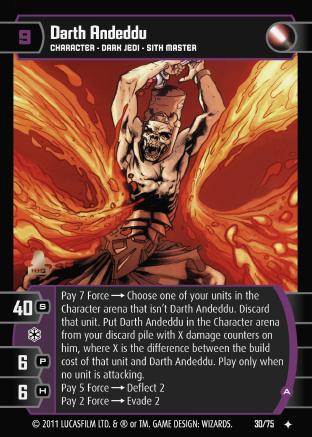 9
Darth Andeddu
CHARACTER - DARK JEDI - SITH MASTER
40 S
6 P
6 H
Pay 7 Force → Choose one of your units in the
Character arena that isn't Darth Andeddu. Discard
that unit. Put Darth Andeddu in the Character arena
from your discard pile with X damage counters on
him, where X is the difference between the build
cost of that unit and Darth Andeddu. Play only when
no unit is attacking.
Pay 5 Force → Deflect 2
Pay 2 Force → Evade 2
A
© 2011 LUCASFILM LTD. & ® or TM. GAME DESIGN: WIZARDS.
30/75